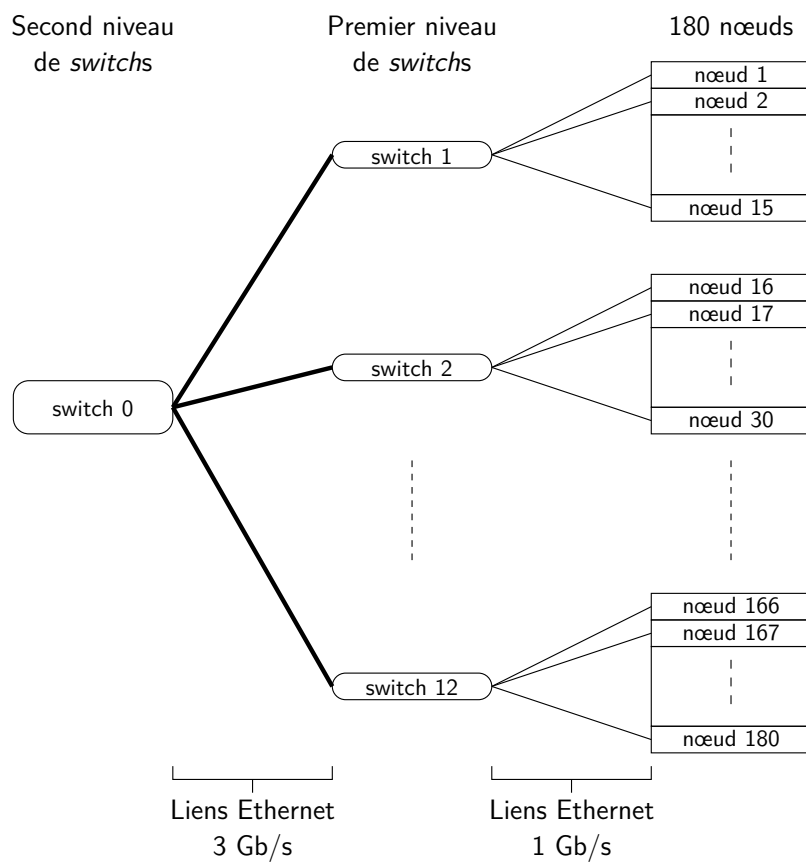 Second niveau
de switchs
Premier niveau
de switchs
180 nœuds
nœud 1
nœud 2
switch 1
nœud 15
nœud 16
nœud 17
switch 2
switch 0
nœud 30
nœud 166
nœud 167
switch 12
nœud 180
Liens Ethernet
3 Gb/s
Liens Ethernet
1 Gb/s